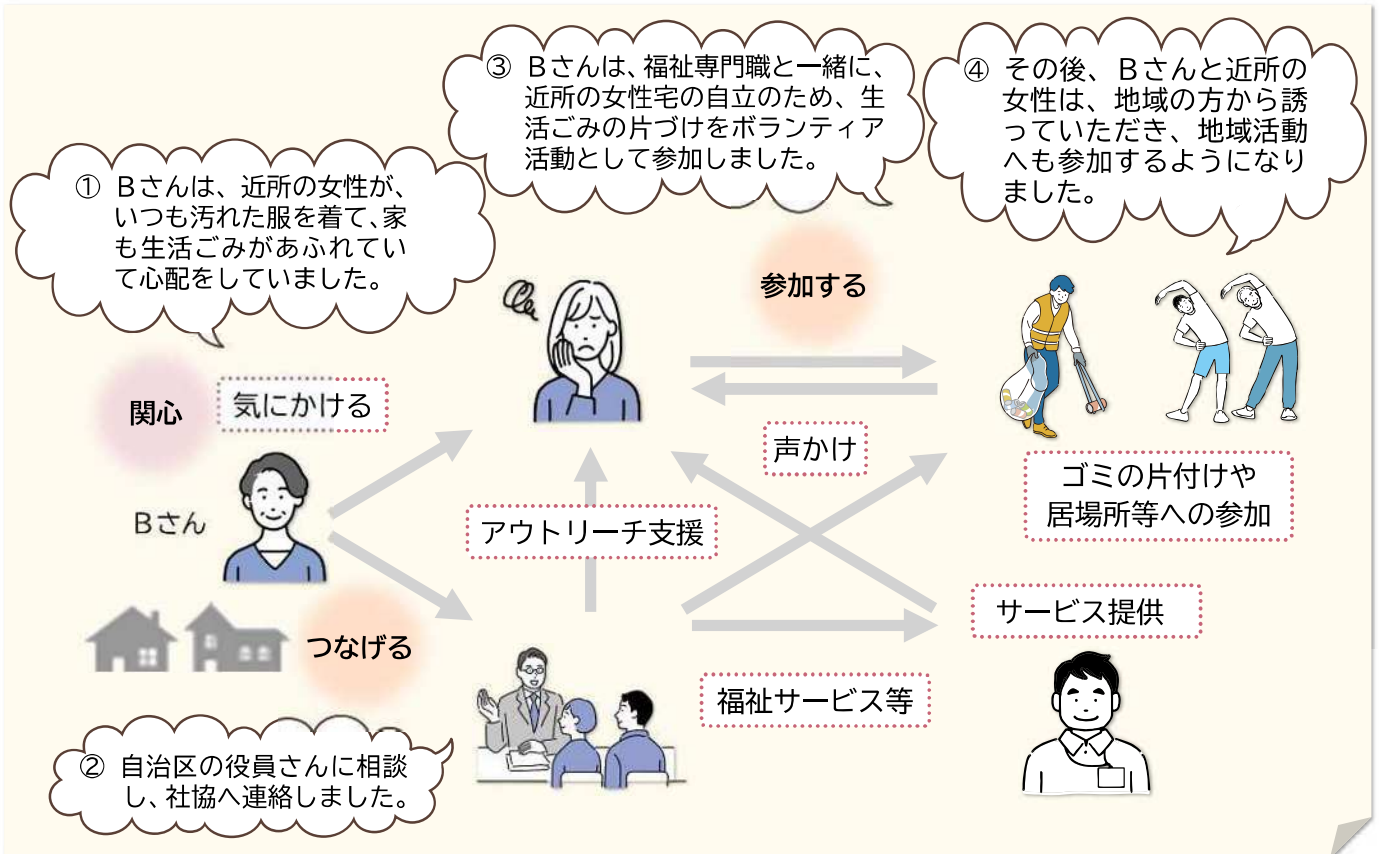 ① Bさんは、近所の女性が、
いつも汚れた服を着て、家
も生活ごみがあふれてい
て心配をしていました。
関心
気にかける
Bさん
つなげる
② 自治区の役員さんに相談
し、社協へ連絡しました。
③ Bさんは、福祉専門職と一緒に、
近所の女性宅の自立のため、生
活ごみの片づけをボランティア
活動として参加しました。
参加する
声かけ
アウトリーチ支援
福祉サービス等
④ その後、Bさんと近所の
女性は、地域の方から誘
っていただき、地域活動
へも参加するようになり
ました。
ゴミの片付けや
居場所等への参加
サービス提供